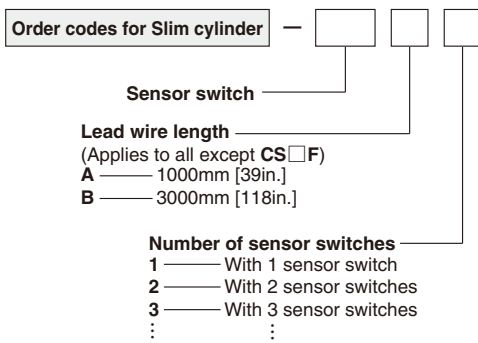 Order codes for Slim cylinder —
Sensor switch
Lead wire length
(Applies to all except CS□F)
A — 1000mm [39in.]
B — 3000mm [118in.]
Number of sensor switches
1 — With 1 sensor switch
2 — With 2 sensor switches
3 — With 3 sensor switches
⋮ ⋮